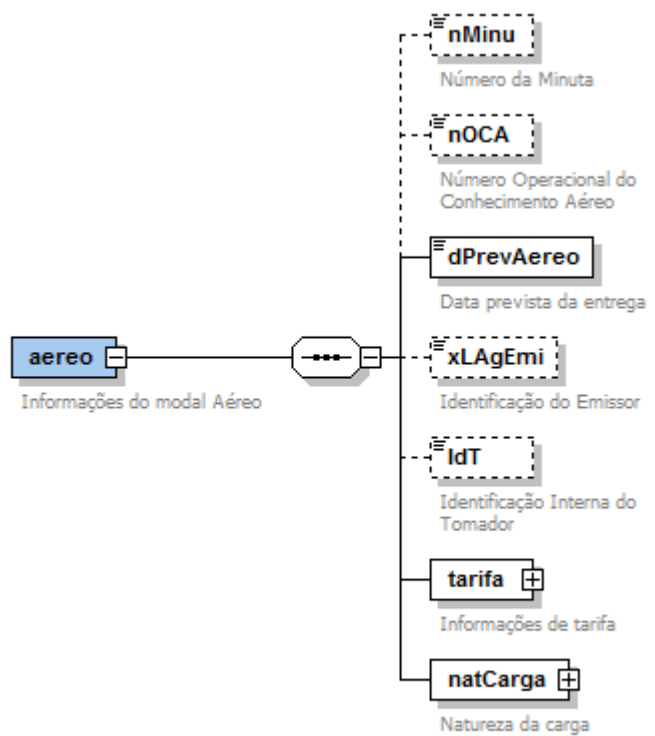 nMinu
Número da Minuta
nOCA
Número Operacional do
Conhecimento Aéreo
dPrevAereo
Data prevista da entrega
aereo
Informações do modal Aéreo
xLAgEmi
Identificação do Emissor
IdT
Identificação Interna do
Tomador
tarifa
Informações de tarifa
natCarga
Natureza da carga